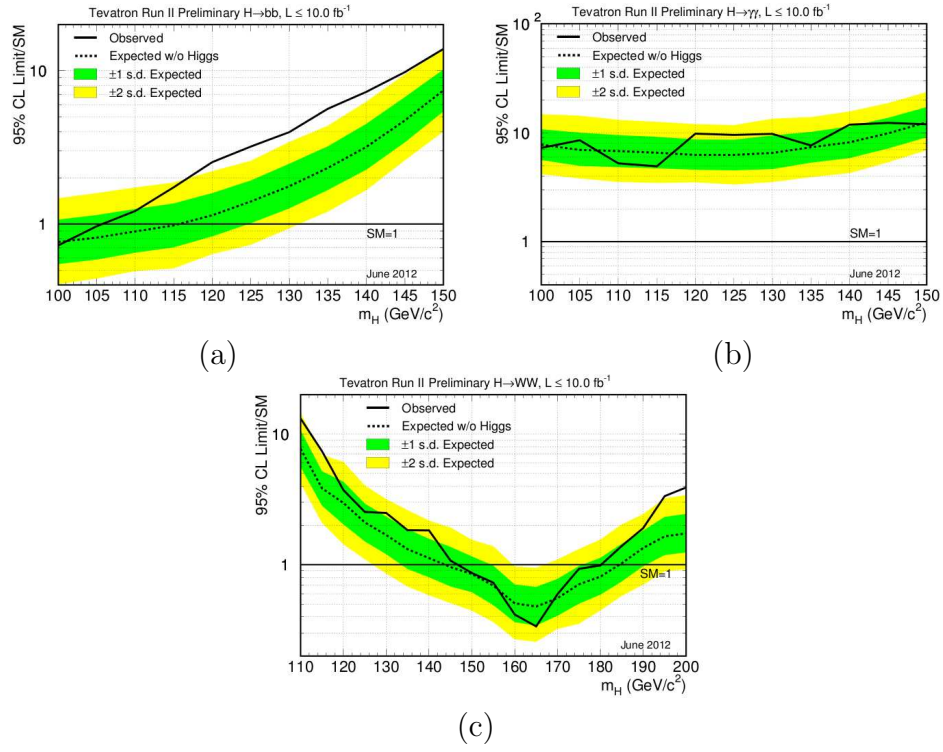 Tevatron Run II Preliminary H→bb, L ≤ 10.0 fb⁻¹
95% CL Limit/SM
Observed
Expected w/o Higgs
±1 s.d. Expected
±2 s.d. Expected
10
1
SM=1
June 2012
100 105 110 115 120 125 130 135 140 145 150
m_H (GeV/c²)
(a)
Tevatron Run II Preliminary H→γγ, L ≤ 10.0 fb⁻¹
95% CL Limit/SM
Observed
Expected w/o Higgs
±1 s.d. Expected
±2 s.d. Expected
10²
10
1
SM=1
June 2012
100 105 110 115 120 125 130 135 140 145 150
m_H (GeV/c²)
(b)
Tevatron Run II Preliminary H→WW, L ≤ 10.0 fb⁻¹
95% CL Limit/SM
Observed
Expected w/o Higgs
±1 s.d. Expected
±2 s.d. Expected
10
1
SM=1
June 2012
110 120 130 140 150 160 170 180 190 200
m_H (GeV/c²)
(c)